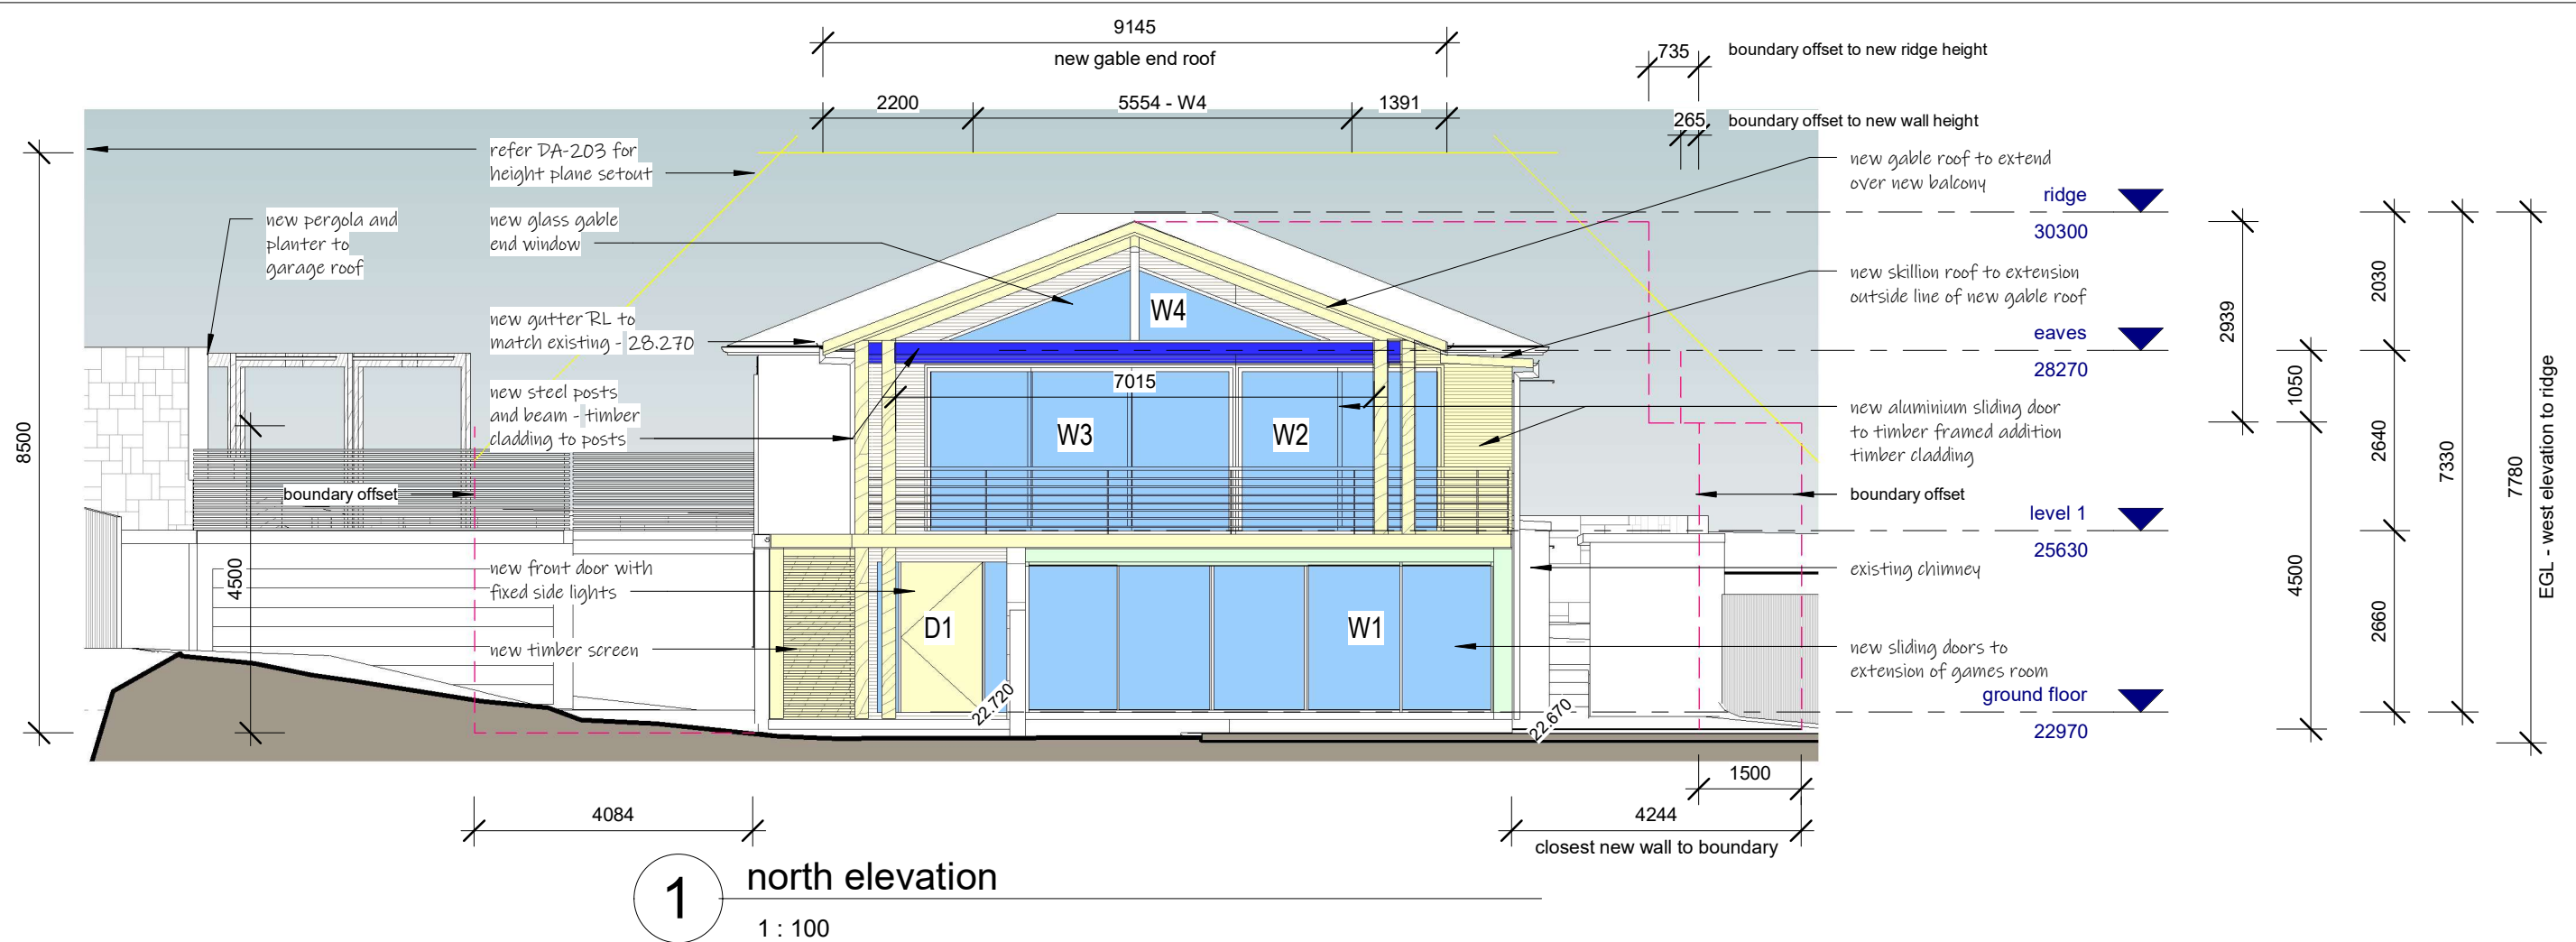 9145
new gable end roof
735
boundary offset to new ridge height
2200
5554 - W4
1391
265
boundary offset to new wall height
refer DA-203 for
height plane setout
new gable roof to extend
over new balcony
ridge
30300
new pergola and
planter to
garage roof
new glass gable
end window
new skillion roof to extension
outside line of new gable roof
2030
2939
W4
new gutter RL to
match existing - 28.270
eaves
28270
1050
new steel posts
and beam - timber
cladding to posts
7015
W3
W2
new aluminium sliding door
to timber framed addition
timber cladding
8500
2640
7330
7780
EGL - west elevation to ridge
boundary offset
boundary offset
level 1
25630
4500
new front door with
fixed side lights
existing chimney
4500
D1
W1
2660
new timber screen
new sliding doors to
extension of games room
22.720
22.670
ground floor
22970
1500
4084
4244
closest new wall to boundary
1
north elevation
1 : 100